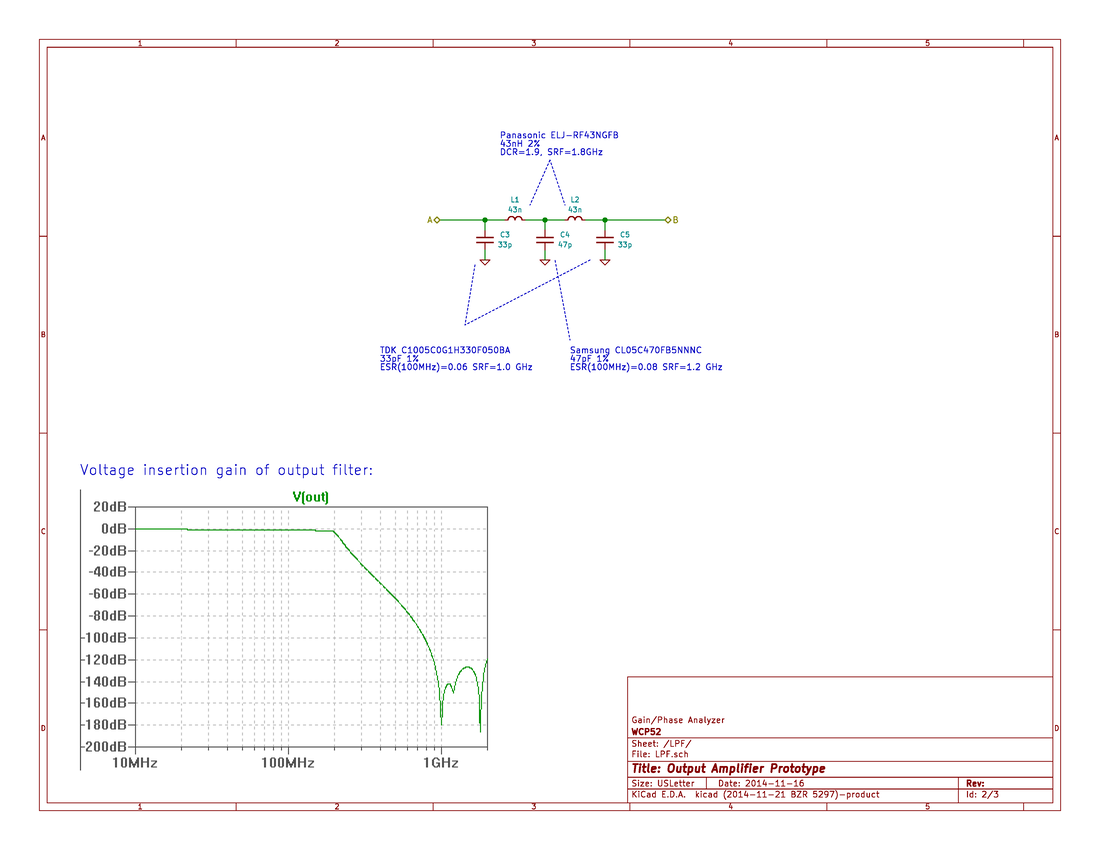 1 2 3 4 5
A A
Panasonic ELJ-RF43NGFB
43nH 2%
DCR=1.9, SRF=1.8GHz
L1 L2
43n 43n
A B
C3 C4 C5
33p 47p 33p
B B
TDK C1005C0G1H330F050BA
33pF 1%
ESR(100MHz)=0.06 SRF=1.0 GHz
Samsung CL05C470FB5NNNC
47pF 1%
ESR(100MHz)=0.08 SRF=1.2 GHz
Voltage insertion gain of output filter:
V(out)
20dB
0dB
C C
-20dB
-40dB
-60dB
-80dB
-100dB
-120dB
-140dB
-160dB
-180dB
-200dB
10MHz 100MHz 1GHz
D D
Gain/Phase Analyzer
WCP52
Sheet: /LPF/
File: LPF.sch
Title: Output Amplifier Prototype
Size: USLetter Date: 2014-11-16 Rev:
KiCad E.D.A. kicad (2014-11-21 BZR 5297)-product Id: 2/3
1 2 3 4 5